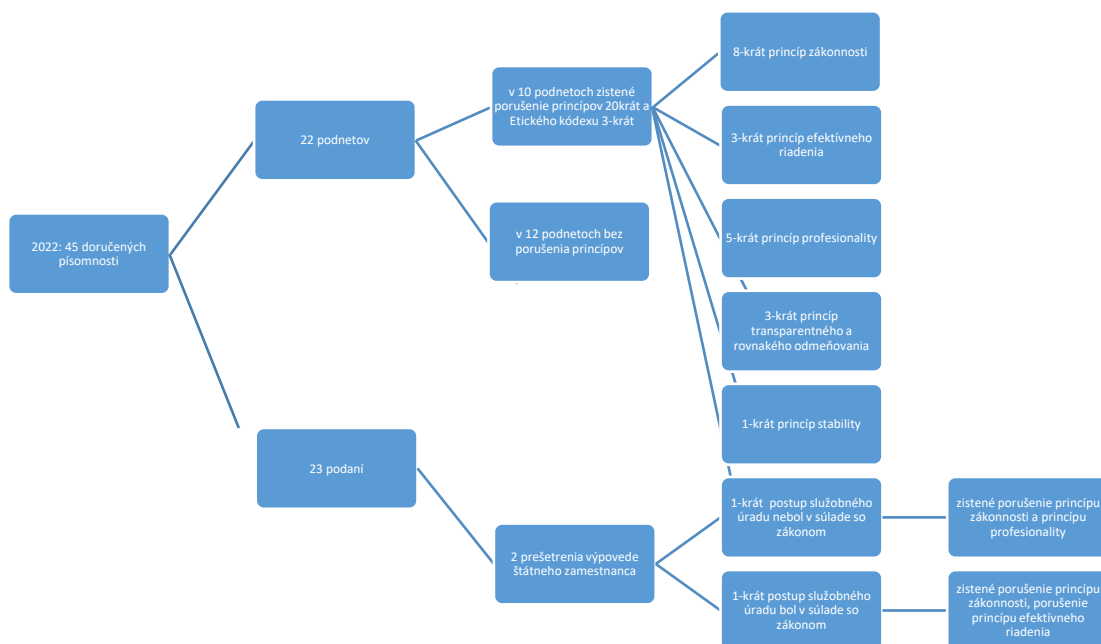 2022: 45 doručených
písomnosti
22 podnetov
23 podaní
v 10 podnetoch zistené
porušenie princípov 20krát a
Etického kódexu 3-krát
v 12 podnetoch bez
porušenia princípov
2 prešetrenia výpovede
štátneho zamestnanca
8-krát princíp zákonnosti
3-krát princíp efektívneho
riadenia
5-krát princíp profesionality
3-krát princíp
transparentného a
rovnakého odmeňovania
1-krát princíp stability
1-krát postup služobného
úradu nebol v súlade so
zákonom
1-krát postup služobného
úradu bol v súlade so
zákonom
zistené porušenie princípu
zákonnosti a princípu
profesionality
zistené porušenie princípu
zákonnosti, porušenie
princípu efektívneho
riadenia